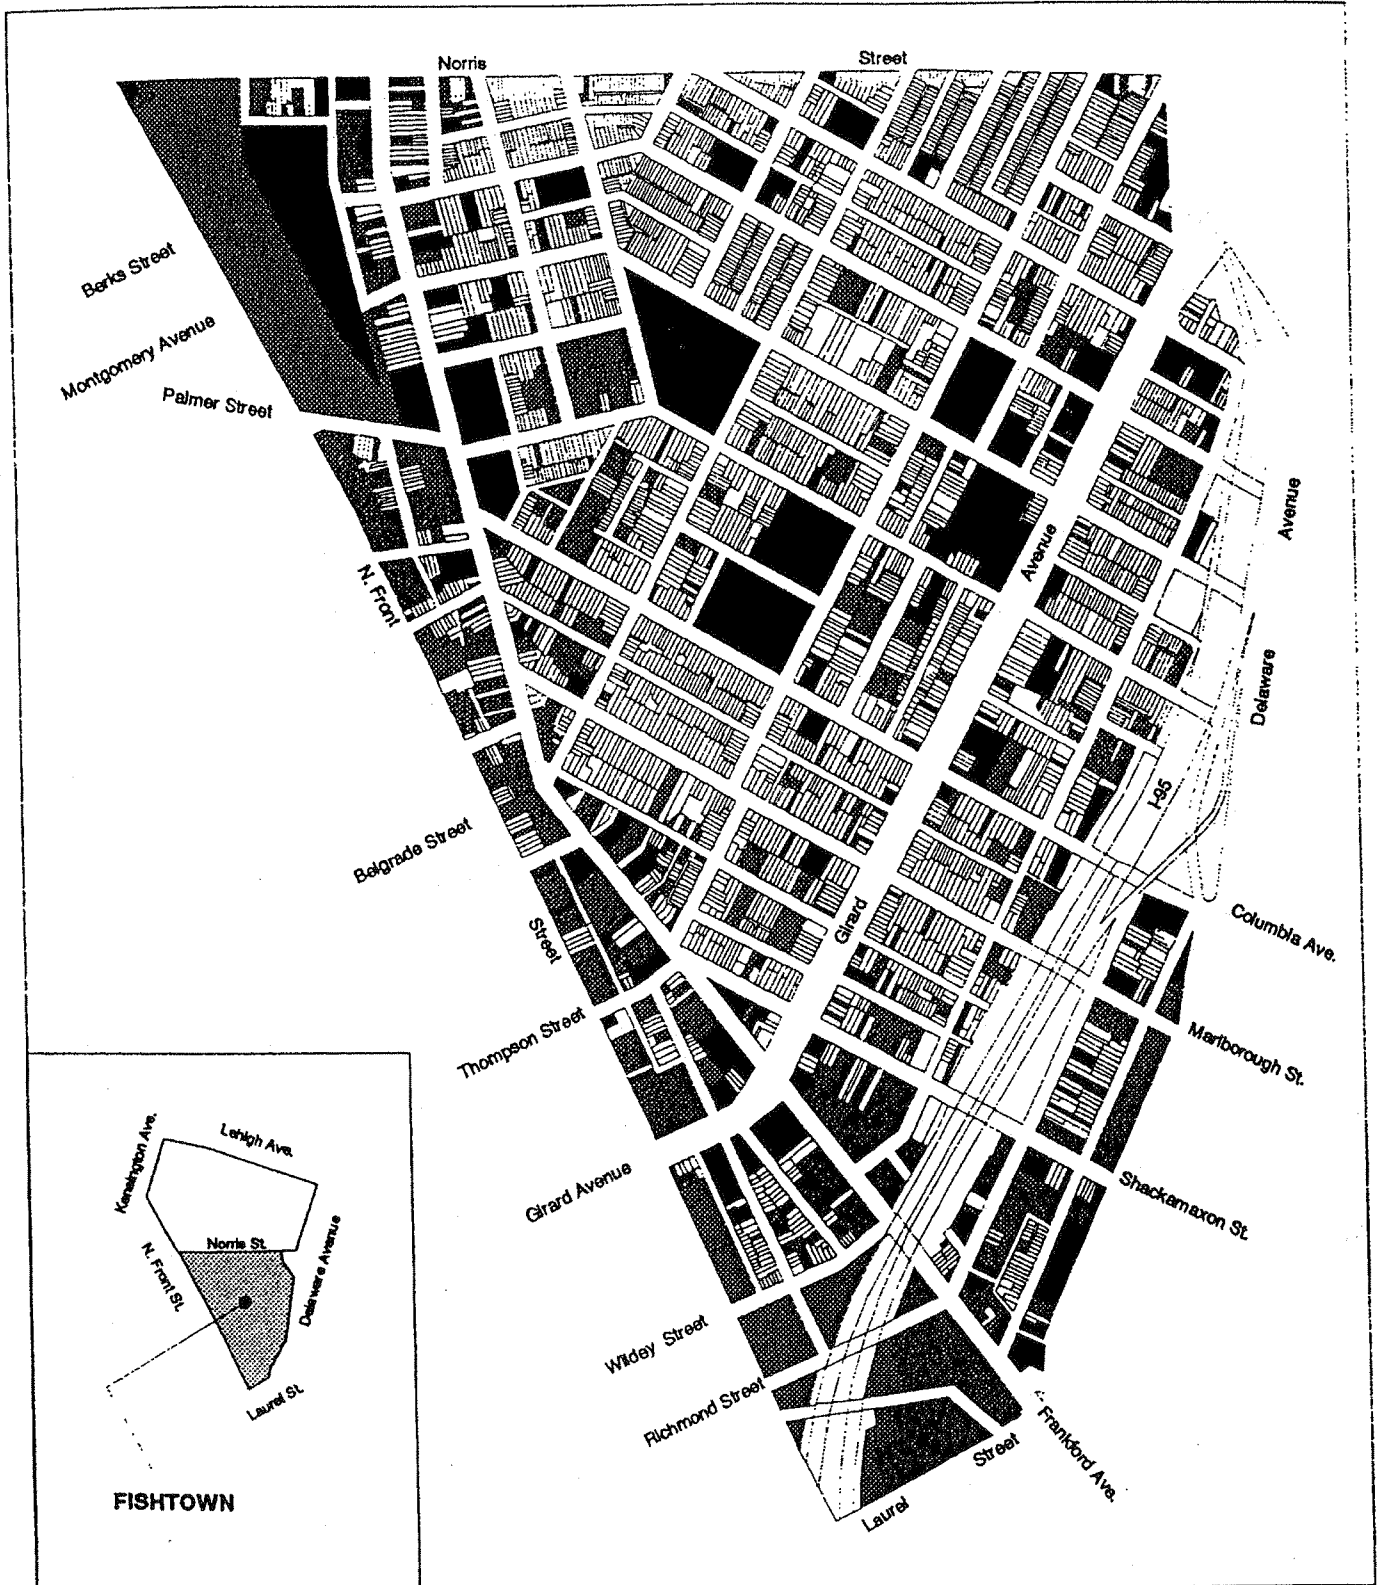 Norris
Street
Berks Street
Montgomery Avenue
Palmer Street
N. Front
Street
Belgrade Street
Thompson Street
Girard Avenue
Wildey Street
Richmond Street
Laurel
Street
Frankford Ave.
Shackamaxon St.
Marlborough St.
Columbia Ave.
I-95
Delaware
Avenue
Girard
Avenue
Kensington Ave.
Lehigh Ave.
Norris St.
N. Front St.
Delaware Avenue
Laurel St.
FISHTOWN